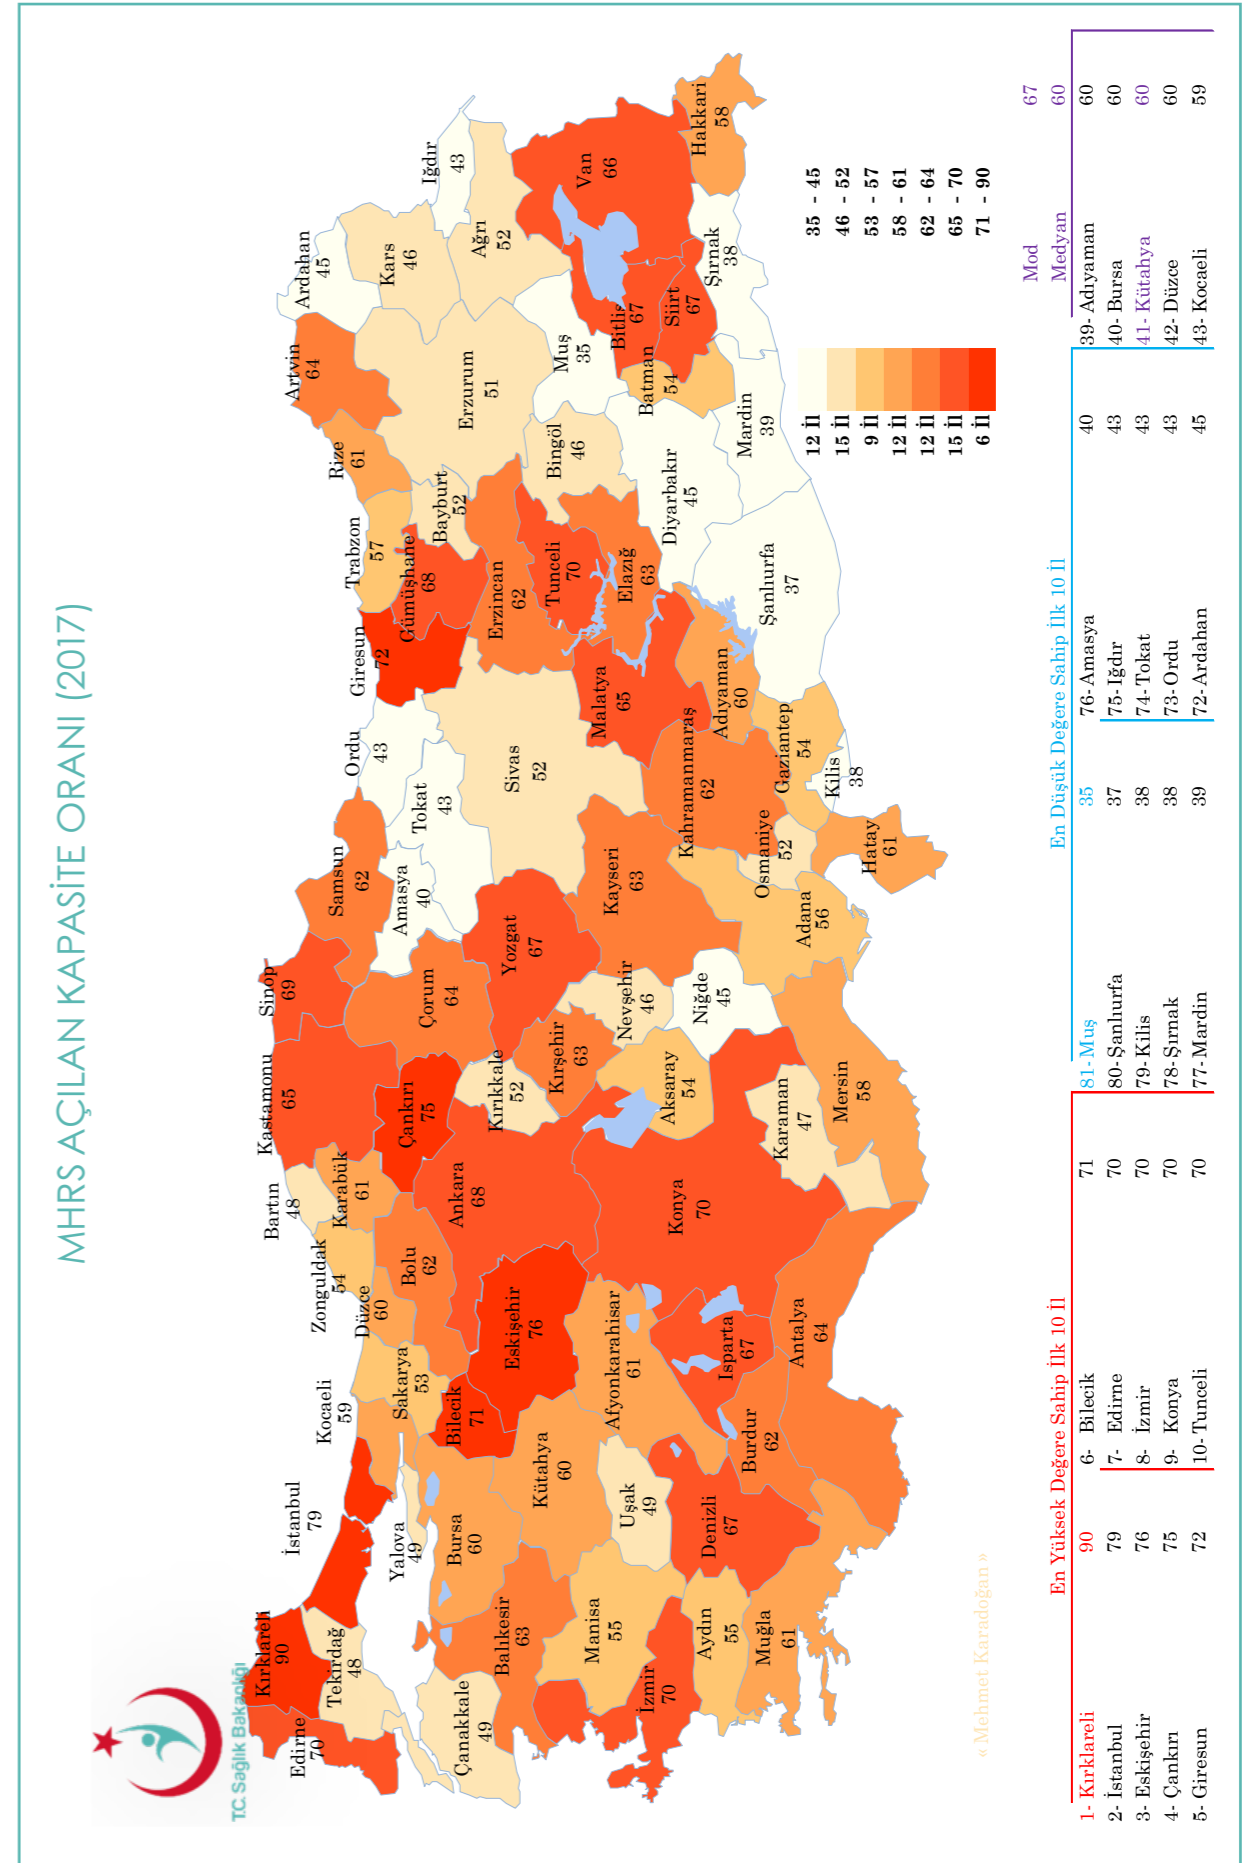 MHRS AÇILAN KAPASİTE ORANI (2017)
T.C. Sağlık Bakanlığı
Kırklareli
90
Edirne
70
Tekirdağ
48
İstanbul
79
Kocaeli
59
Yalova
49
Çanakkale
49
Balıkesir
63
Bursa
60
Bilecik
71
Sakarya
53
Düzce
60
Zonguldak
54
Bartın
48
Karabük
61
Bolu
62
Kastamonu
65
Çankırı
75
Sinop
69
Samsun
62
Çorum
64
Amasya
40
Tokat
43
Ordu
43
Giresun
72
Gümüşhane
68
Trabzon
57
Rize
61
Bayburt
52
Artvin
64
Ardahan
45
Kars
46
Iğdır
43
Ağrı
52
Erzurum
51
Erzincan
62
Sivas
52
Yozgat
67
Kırıkkale
52
Kırşehir
63
Ankara
68
Eskişehir
76
Kütahya
60
Manisa
55
İzmir
70
Aydın
55
Muğla
61
Denizli
67
Uşak
49
Afyonkarahisar
61
Burdur
62
Isparta
67
Antalya
64
Konya
70
Karaman
47
Mersin
58
Aksaray
54
Niğde
45
Nevşehir
46
Kayseri
63
Adana
56
Osmaniye
52
Hatay
61
Kilis
38
Gaziantep
54
Kahramanmaraş
62
Adıyaman
60
Malatya
65
Elazığ
63
Tunceli
70
Bingöl
46
Muş
35
Diyarbakır
45
Şanlıurfa
37
Mardin
39
Batman
54
Siirt
67
Bitlis
67
Van
66
Şırnak
38
Hakkari
58
12 İl 35 - 45
15 İl 46 - 52
9 İl 53 - 57
12 İl 58 - 61
12 İl 62 - 64
15 İl 65 - 70
6 İl 71 - 90
« Mehmet Karadoğan »
En Yüksek Değere Sahip İlk 10 İl
1- Kırklareli 90
2- İstanbul 79
3- Eskişehir 76
4- Çankırı 75
5- Giresun 72
6- Bilecik 71
7- Edirne 70
8- İzmir 70
9- Konya 70
10- Tunceli 70
En Düşük Değere Sahip İlk 10 İl
81- Muş 35
80- Şanlıurfa 37
79- Kilis 38
78- Şırnak 38
77- Mardin 39
76- Amasya 40
75- Iğdır 43
74- Tokat 43
73- Ordu 43
72- Ardahan 45
Mod 67
Medyan 60
39- Adıyaman 60
40- Bursa 60
41- Kütahya 60
42- Düzce 60
43- Kocaeli 59